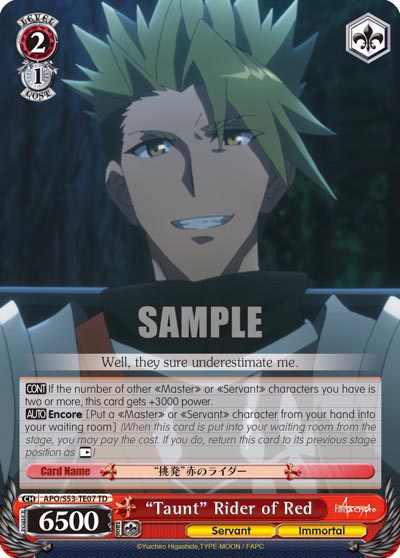 LEVEL
2
1
COST
SAMPLE
Well, they sure underestimate me.
CONT If the number of other «Master» or «Servant» characters you have is
two or more, this card gets +3000 power.
AUTO Encore [Put a «Master» or «Servant» character from your hand into
your waiting room] (When this card is put into your waiting room from the
stage, you may pay the cost. If you do, return this card to its previous stage
position as
Card Name
“挑発”赤のライダー
CH
APO/S53-TE07 TD
“Taunt” Rider of Red
6500
Servant
Immortal
©Yuichiro Higashide,TYPE-MOON / FAPC